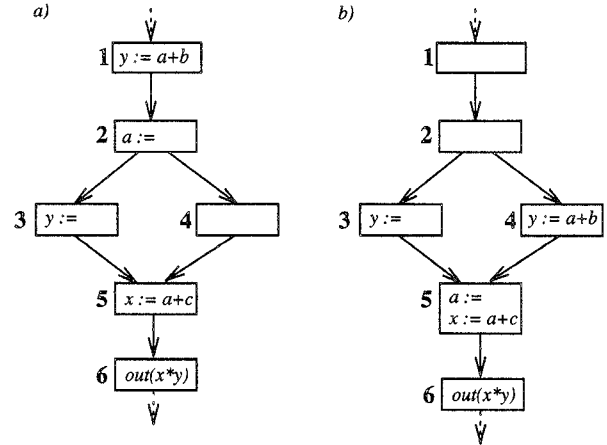 a)
1 y := a+b
2 a :=
3 y :=
4
5 x := a+c
6 out(x*y)
b)
1
2
3 y :=
4 y := a+b
5 a :=
x := a+c
6 out(x*y)